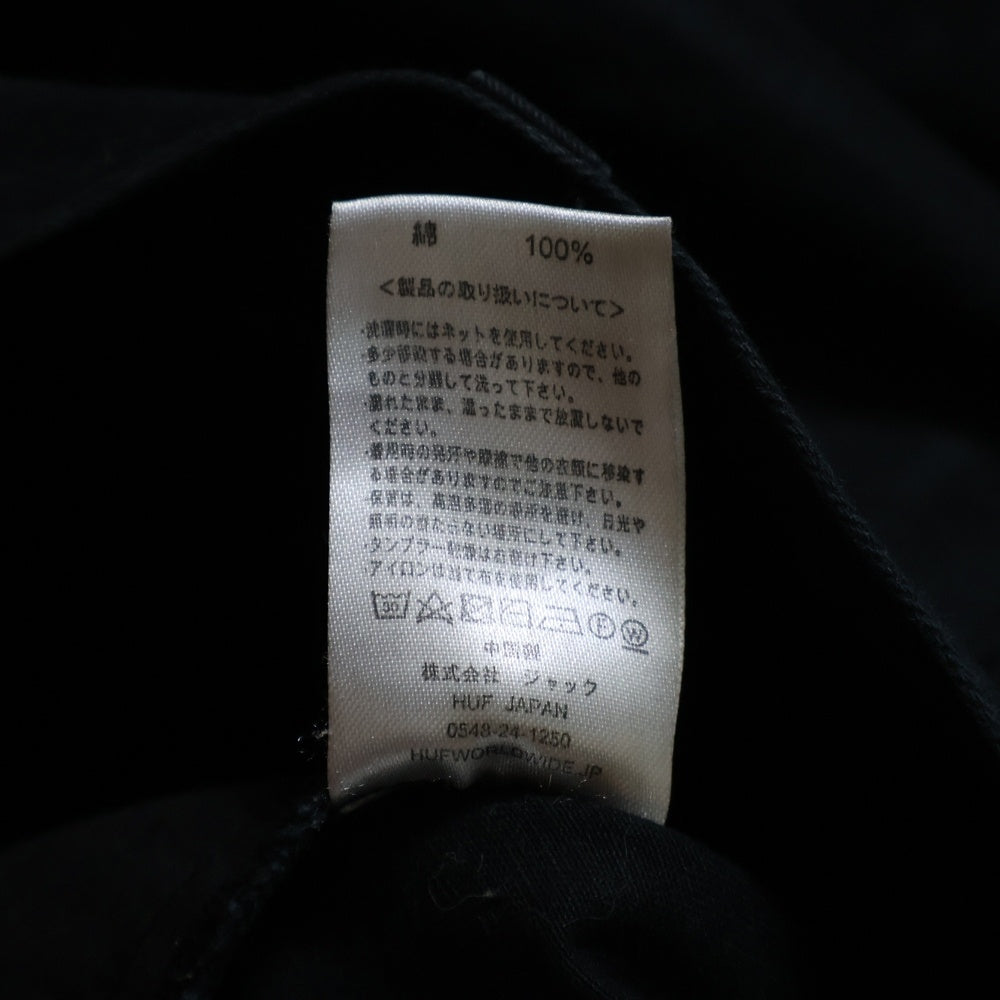 綿 100%
<製品の取り扱いについて>
・洗濯時にはネットを使用してください。
・多少移染する場合がありますので、他の
ものと分離して洗って下さい。
濡れたまま、湿ったままで放置しないで
ください。
・着用時の発汗や摩擦で他の衣類に移染す
る場合がありますのでご注意下さい。
・保管は、高温多湿の場所を避け、日光や
照明の当たらない場所にして下さい。
・タンブラー乾燥はお避け下さい。
・アイロンは当て布を使用してください。
30 F W
中国製
株式会社 ジャック
HUF JAPAN
0548-24-1250
HUFWORLDWIDE.JP